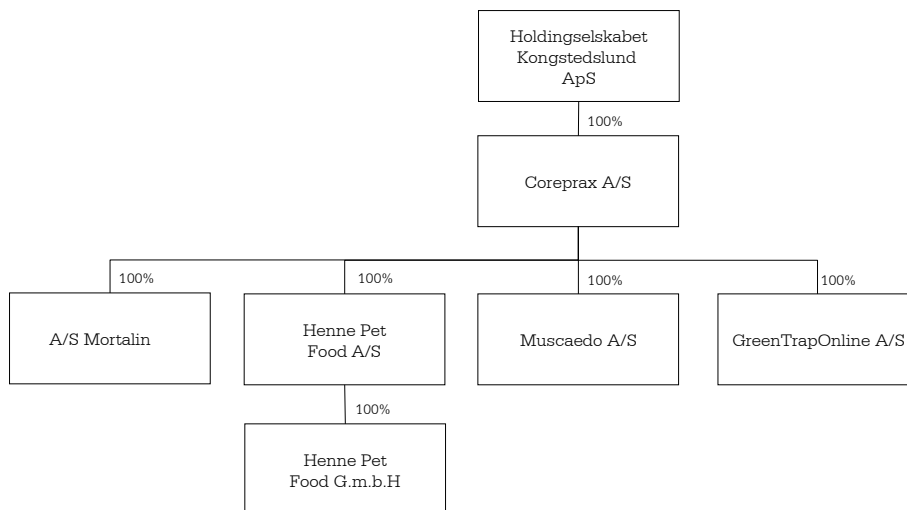 Holdingselskabet
Kongstedslund
ApS
100%
Coreprax A/S
100%
100%
100%
100%
A/S Mortalin
Henne Pet
Food A/S
Muscaedo A/S
GreenTrapOnline A/S
100%
Henne Pet
Food G.m.b.H